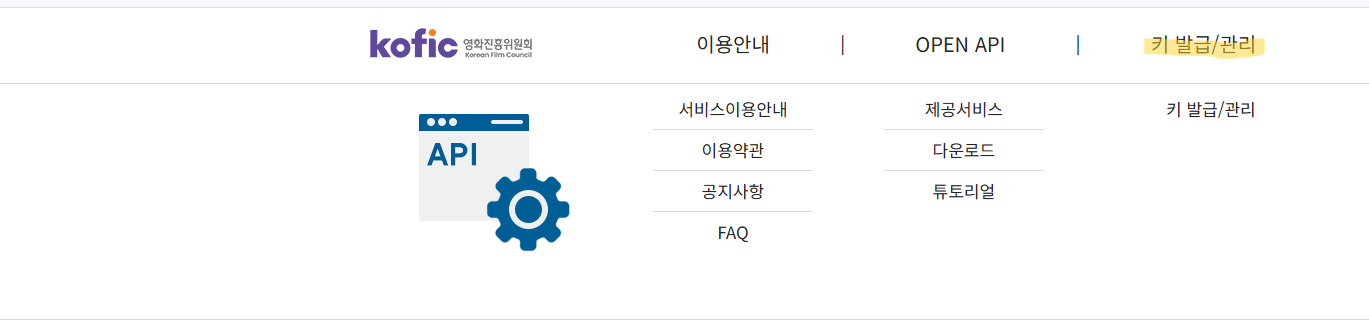 kofic 영화진흥위원회
Korean Film Council
이용안내
OPEN API
키 발급/관리
API
서비스이용안내
이용약관
공지사항
FAQ
제공서비스
다운로드
튜토리얼
키 발급/관리